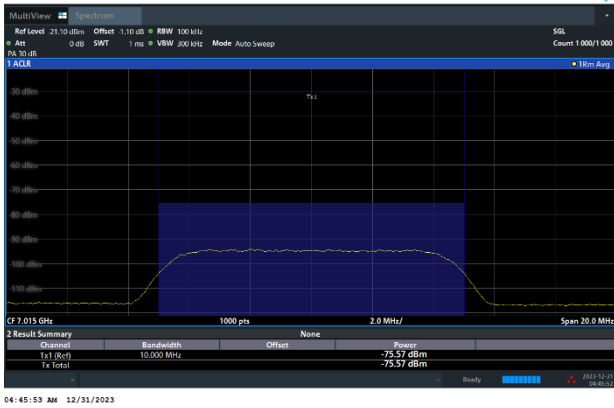 MultiView Spectrum
Ref Level -21.10 dBm Offset -1.10 dB RBW 100 kHz SGL
Att 0 dB SWT 1 ms VBW 300 kHz Mode Auto Sweep Count 1000/1000
PA 30 dB
1 ACLR 1Rm Avg
-30 dBm
Tx1
-40 dBm
-50 dBm
-60 dBm
-70 dBm
-80 dBm
-90 dBm
-100 dBm
-110 dBm
CF 7.015 GHz 1000 pts 2.0 MHz/ Span 20.0 MHz
2 Result Summary None
Channel Bandwidth Offset Power
Tx1 (Ref) 10.000 MHz -75.57 dBm
Tx Total -75.57 dBm
Ready 2023-12-31
04:45:52
04:45:53 AM 12/31/2023